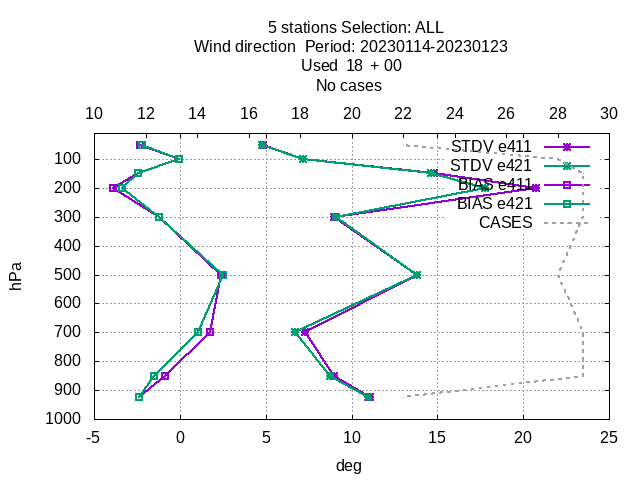 5 stations Selection: ALL
Wind direction  Period: 20230114-20230123
Used  18  + 00
No cases
10 12 14 16 18 20 22 24 26 28 30
STDV e411
STDV e421
BIAS e411
BIAS e421
CASES
100
200
300
400
500
600
700
800
900
1000
hPa
-5 0 5 10 15 20 25
deg